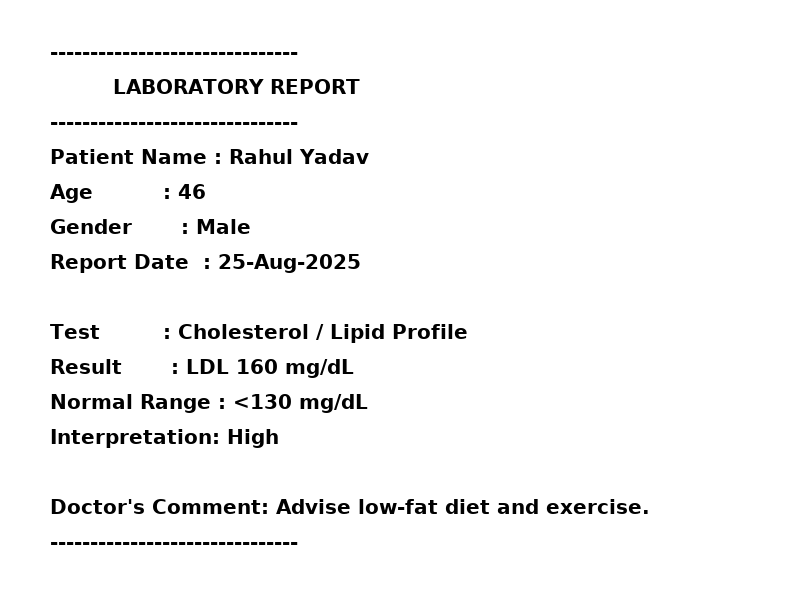 -------------------------------
LABORATORY REPORT
-------------------------------
Patient Name : Rahul Yadav
Age : 46
Gender : Male
Report Date : 25-Aug-2025
Test : Cholesterol / Lipid Profile
Result : LDL 160 mg/dL
Normal Range : <130 mg/dL
Interpretation: High
Doctor's Comment: Advise low-fat diet and exercise.
-------------------------------